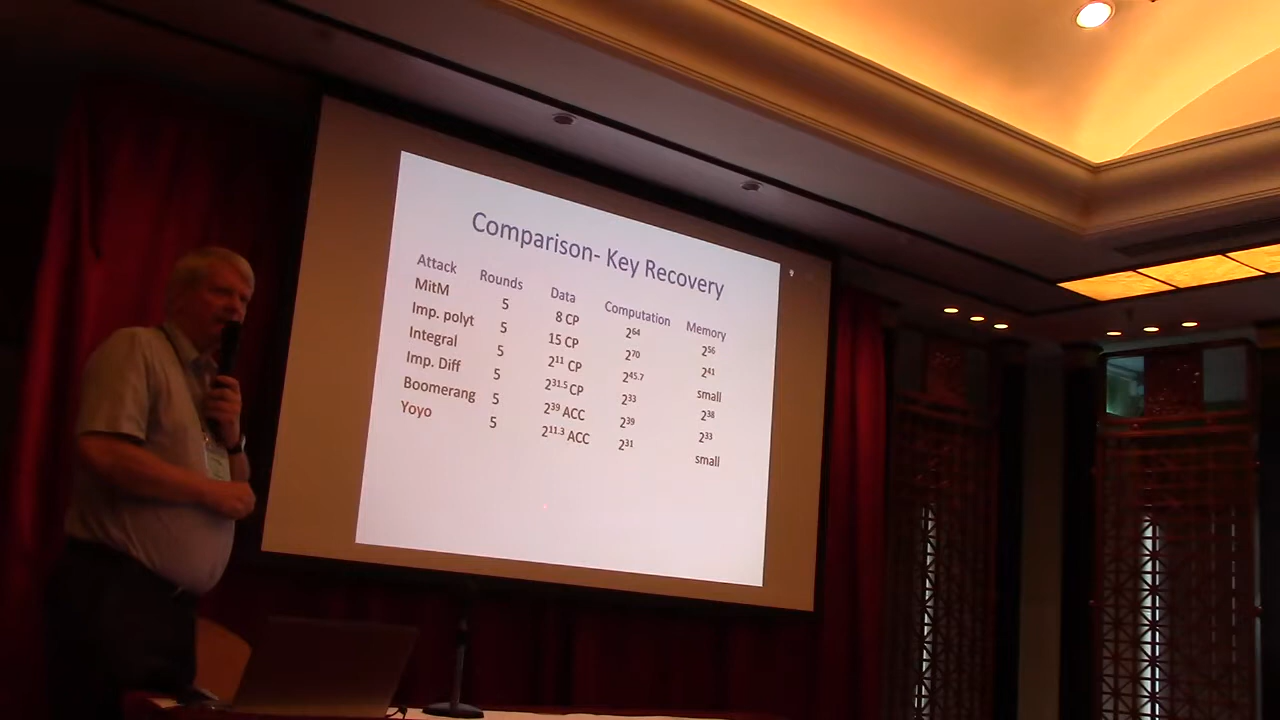 Comparison- Key Recovery
Attack Rounds Data Computation Memory
MitM 5 8 CP 2^64 2^56
Imp. polyt 5 15 CP 2^70 2^41
Integral 5 2^11 CP 2^45.7 small
Imp. Diff 5 2^31.5 CP 2^33 2^38
Boomerang 5 2^39 ACC 2^39 2^33
Yoyo 5 2^11.3 ACC 2^31 small